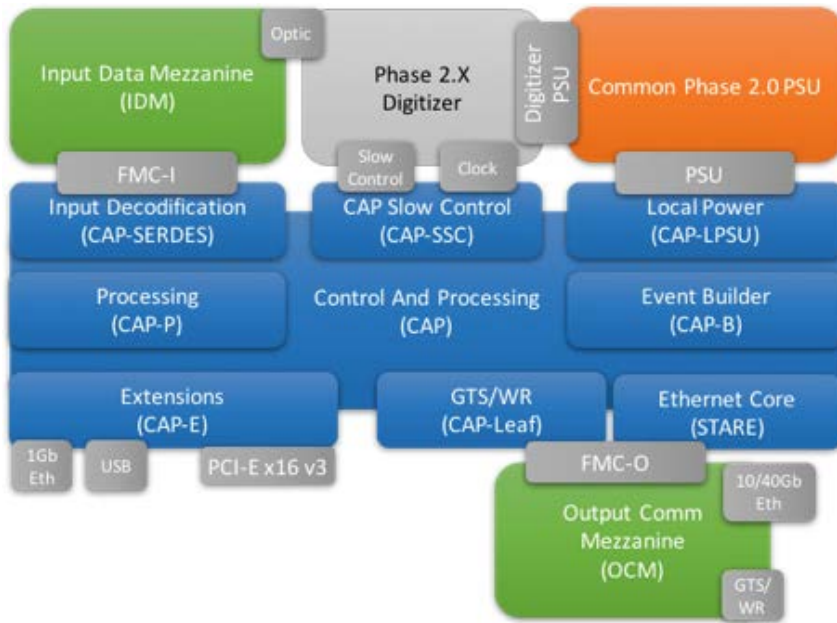 Optic
Input Data Mezzanine
(IDM)
Phase 2.X
Digitizer
Digitizer
PSU
Common Phase 2.0 PSU
FMC-I
Slow
Control
Clock
PSU
Input Decodification
(CAP-SERDES)
CAP Slow Control
(CAP-SSC)
Local Power
(CAP-LPSU)
Processing
(CAP-P)
Control And Processing
(CAP)
Event Builder
(CAP-B)
Extensions
(CAP-E)
GTS/WR
(CAP-Leaf)
Ethernet Core
(STARE)
1Gb
Eth
USB
PCI-E x16 v3
FMC-O
10/40Gb
Eth
Output Comm
Mezzanine
(OCM)
GTS/
WR